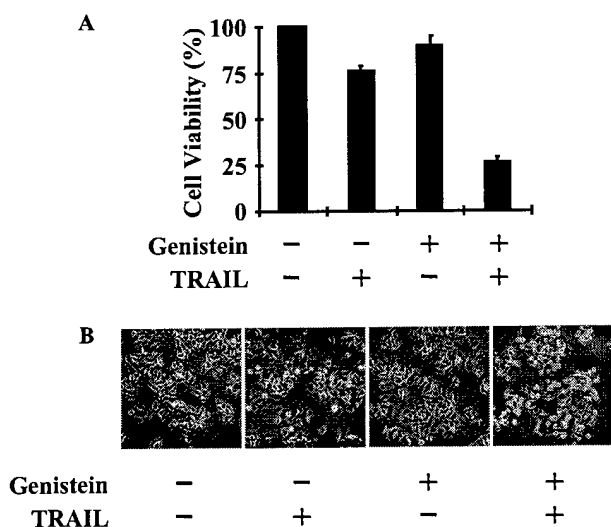 A
Cell Viability (%)
100
75
50
25
0
Genistein − − + +
TRAIL − + − +
B
Genistein − − + +
TRAIL − + − +